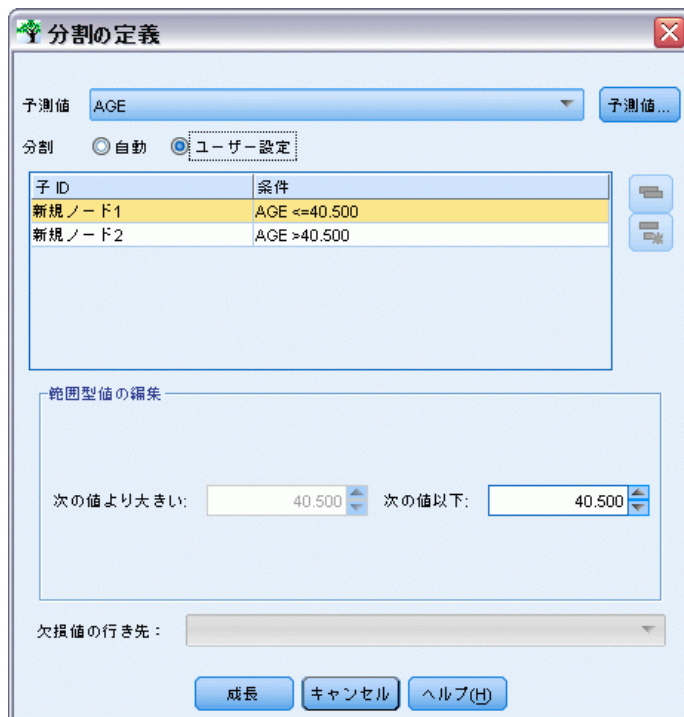 分割の定義
予測値 AGE 予測値...
分割 自動 ユーザー設定
子 ID 条件
新規ノード1 AGE <=40.500
新規ノード2 AGE >40.500
範囲型値の編集
次の値より大きい: 40.500 次の値以下: 40.500
欠損値の行き先：
成長 キャンセル ヘルプ(H)